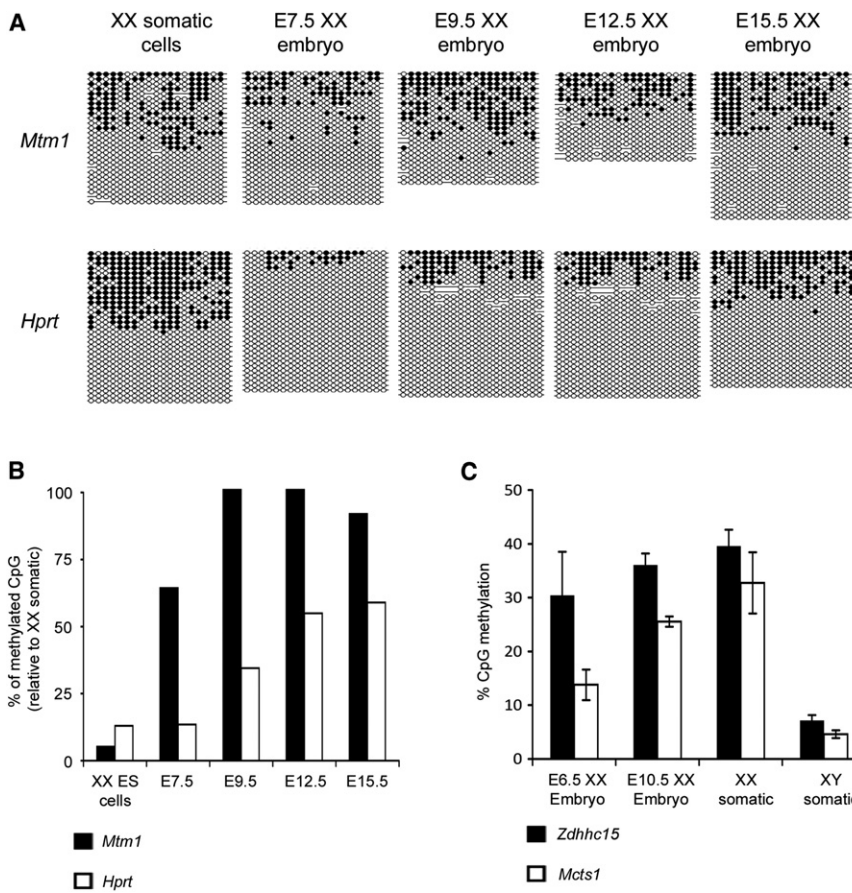 A
XX somatic cells
E7.5 XX embryo
E9.5 XX embryo
E12.5 XX embryo
E15.5 XX embryo
Mtm1
Hprt
B
% of methylated CpG
(relative to XX somatic)
100
75
50
25
0
XX ES cells
E7.5
E9.5
E12.5
E15.5
Mtm1
Hprt
C
% CpG methylation
50
40
30
20
10
0
E6.5 XX Embryo
E10.5 XX Embryo
XX somatic
XY somatic
Zdhhc15
Mcts1